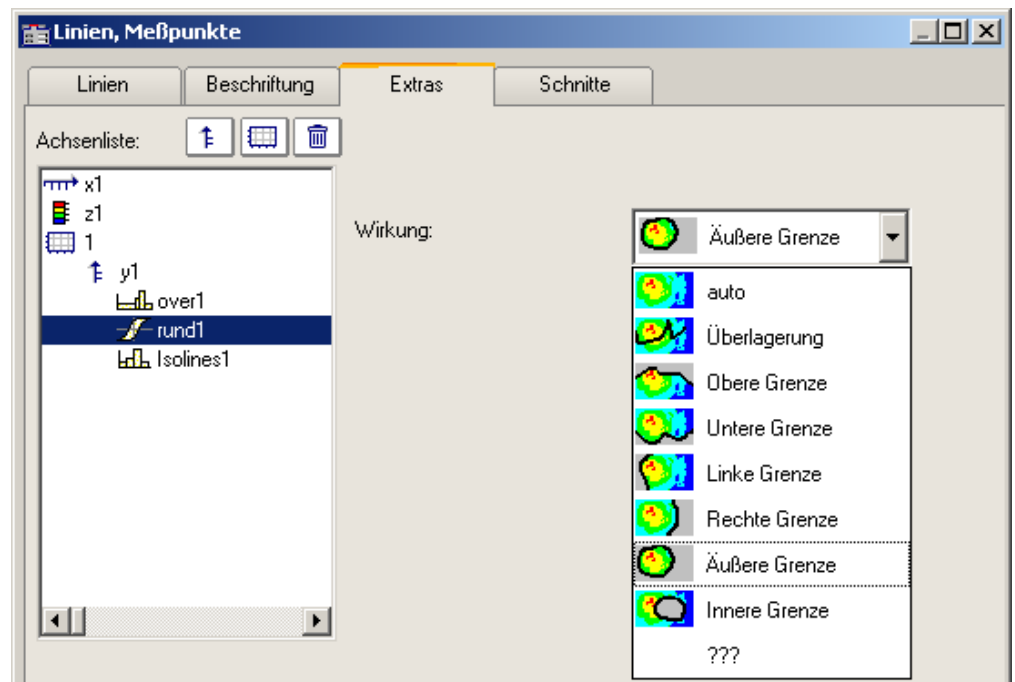 Linien, Meßpunkte
Linien
Beschriftung
Extras
Schnitte
Achsenliste:
x1
z1
1
y1
over1
rund1
Isolines1
Wirkung:
Äußere Grenze
auto
Überlagerung
Obere Grenze
Untere Grenze
Linke Grenze
Rechte Grenze
Äußere Grenze
Innere Grenze
???